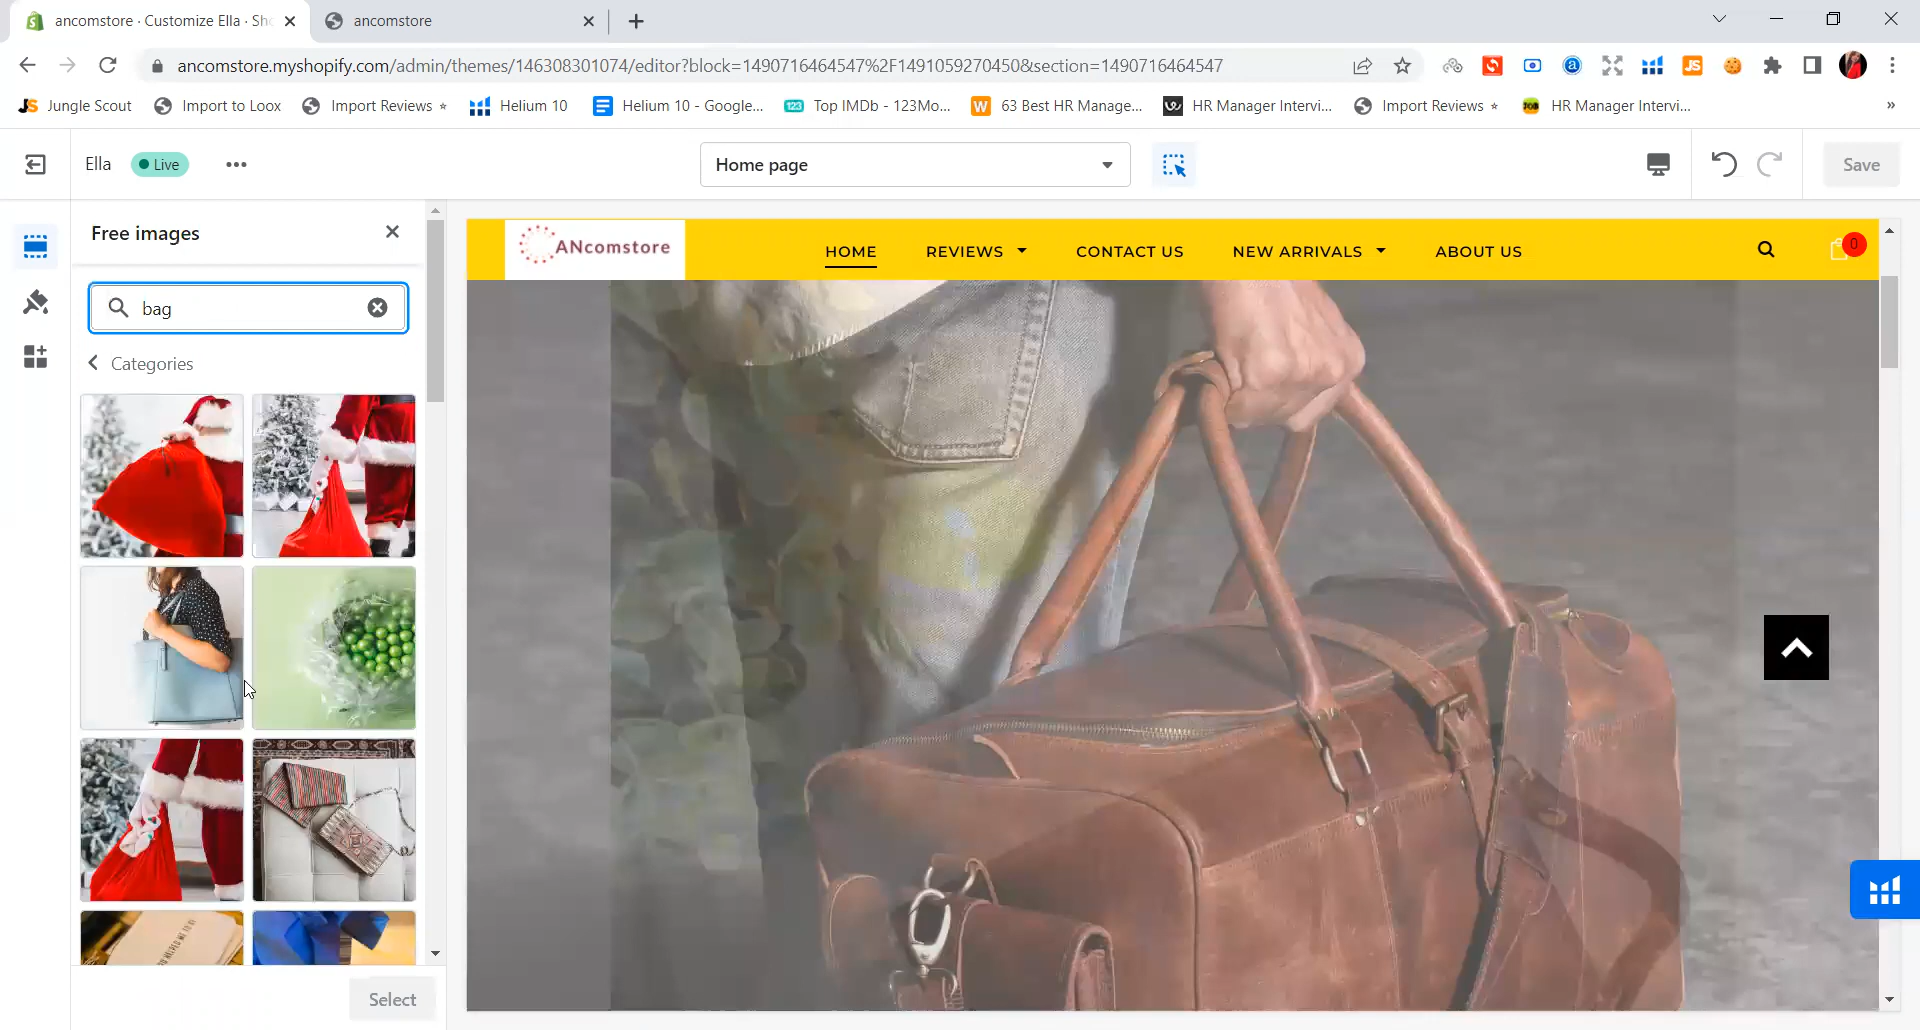 ancomstore · Customize Ella · Sh
ancomstore
ancomstore.myshopify.com/admin/themes/146308301074/editor?block=1490716464547%2F1491059270450&section=1490716464547
Jungle Scout
Import to Loox
Import Reviews
Helium 10
Helium 10 - Google...
123
Top IMDb - 123Mo...
63 Best HR Manage...
HR Manager Intervi...
Import Reviews
HR Manager Intervi...
Ella
Live
Home page
Save
Free images
bag
Categories
Select
ANcomstore
HOME
REVIEWS
CONTACT US
NEW ARRIVALS
ABOUT US
0